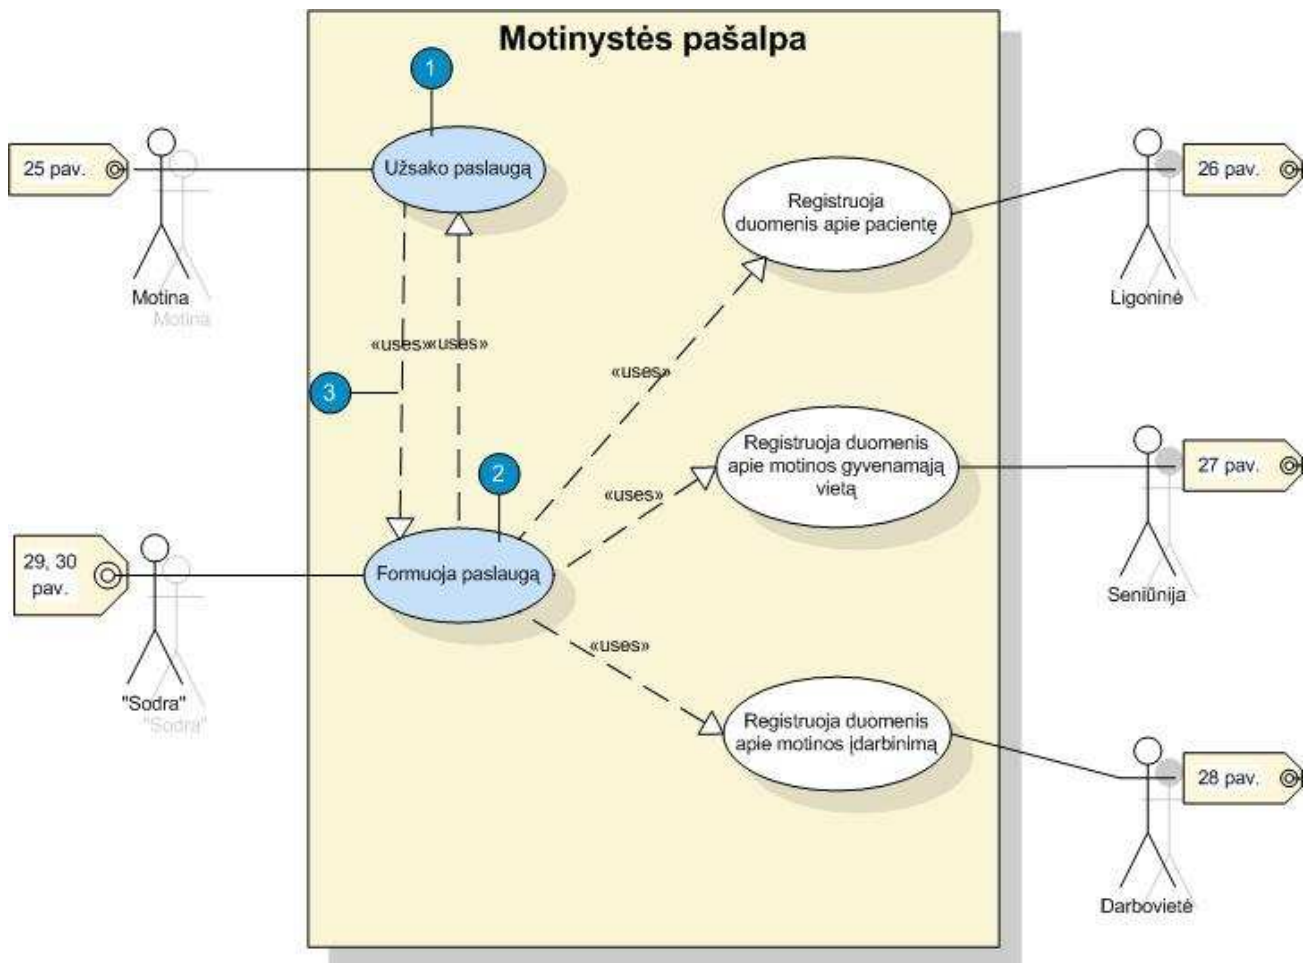 Motinystės pašalpa
1
25 pav.
Užsako paslaugą
Motina
Motina
Registruoja
duomenis apie pacientę
26 pav.
Ligoninė
«uses»
«uses»
«uses»
3
2
Registruoja duomenis
apie motinos gyvenamąją
vietą
27 pav.
Seniūnija
«uses»
29, 30
pav.
Formuoja paslaugą
"Sodra"
"Sodra"
«uses»
Registruoja duomenis
apie motinos įdarbinimą
28 pav.
Darbovietė